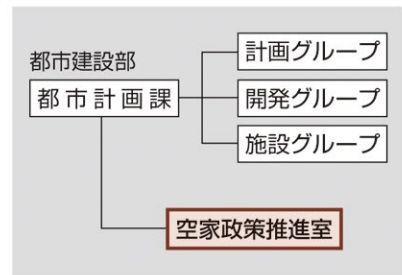 都市建設部
都市計画課
計画グループ
開発グループ
施設グループ
空家政策推進室